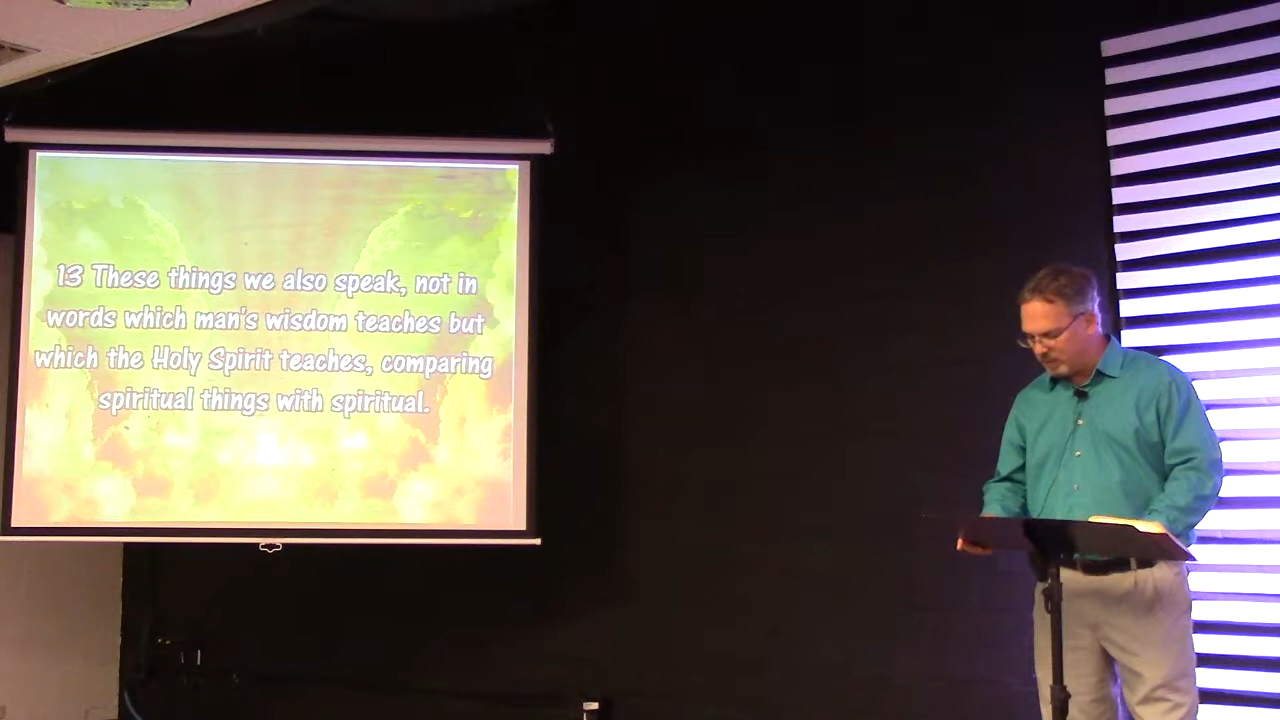 13 These things we also speak, not in
words which man's wisdom teaches but
which the Holy Spirit teaches, comparing
spiritual things with spiritual.